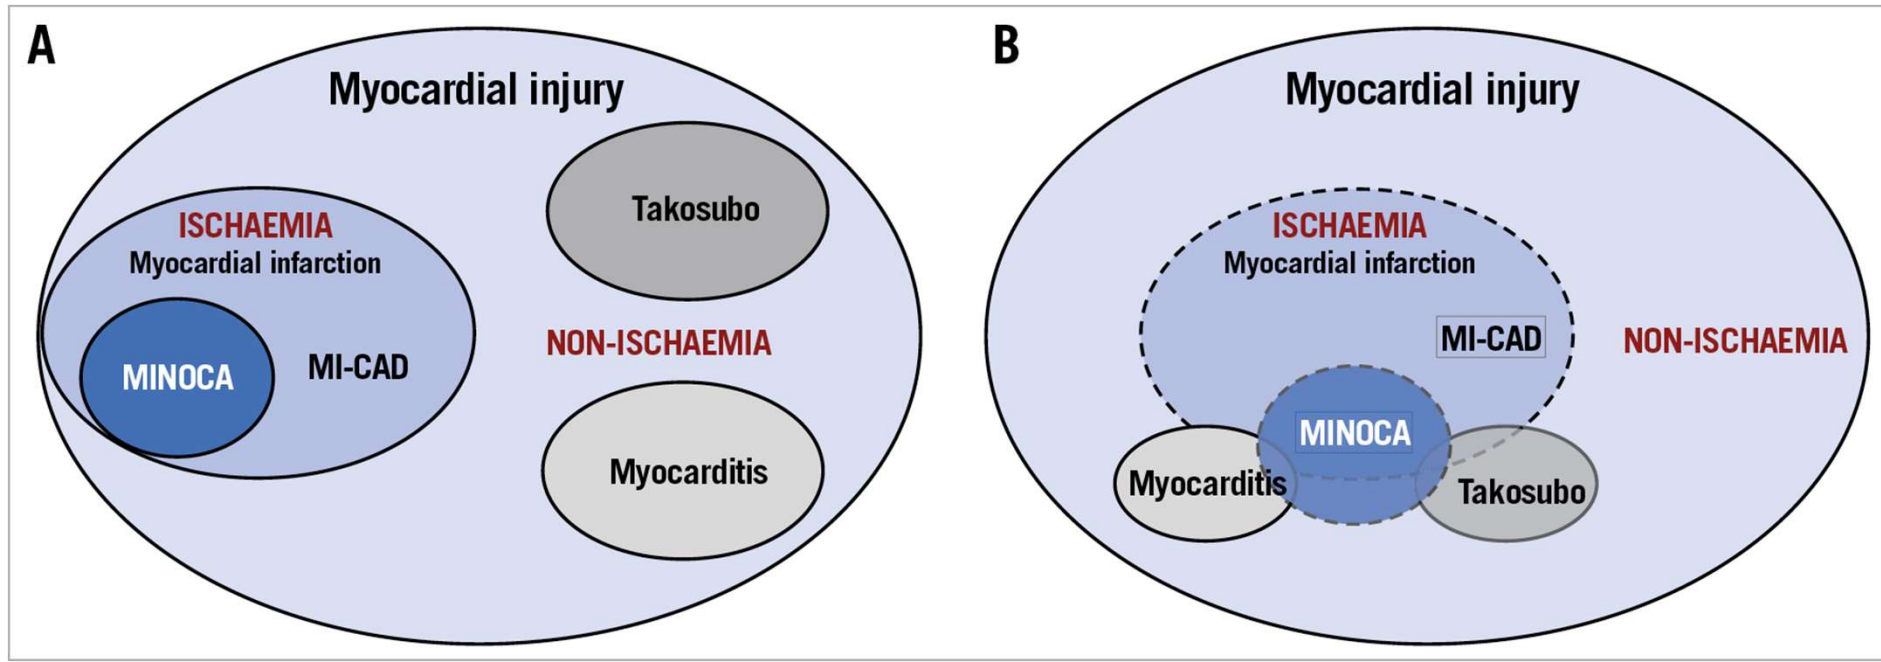 A
Myocardial injury
Takosubo
ISCHAEMIA
Myocardial infarction
NON-ISCHAEMIA
MINOCA
MI-CAD
Myocarditis
B
Myocardial injury
ISCHAEMIA
Myocardial infarction
MI-CAD
NON-ISCHAEMIA
MINOCA
Myocarditis
Takosubo